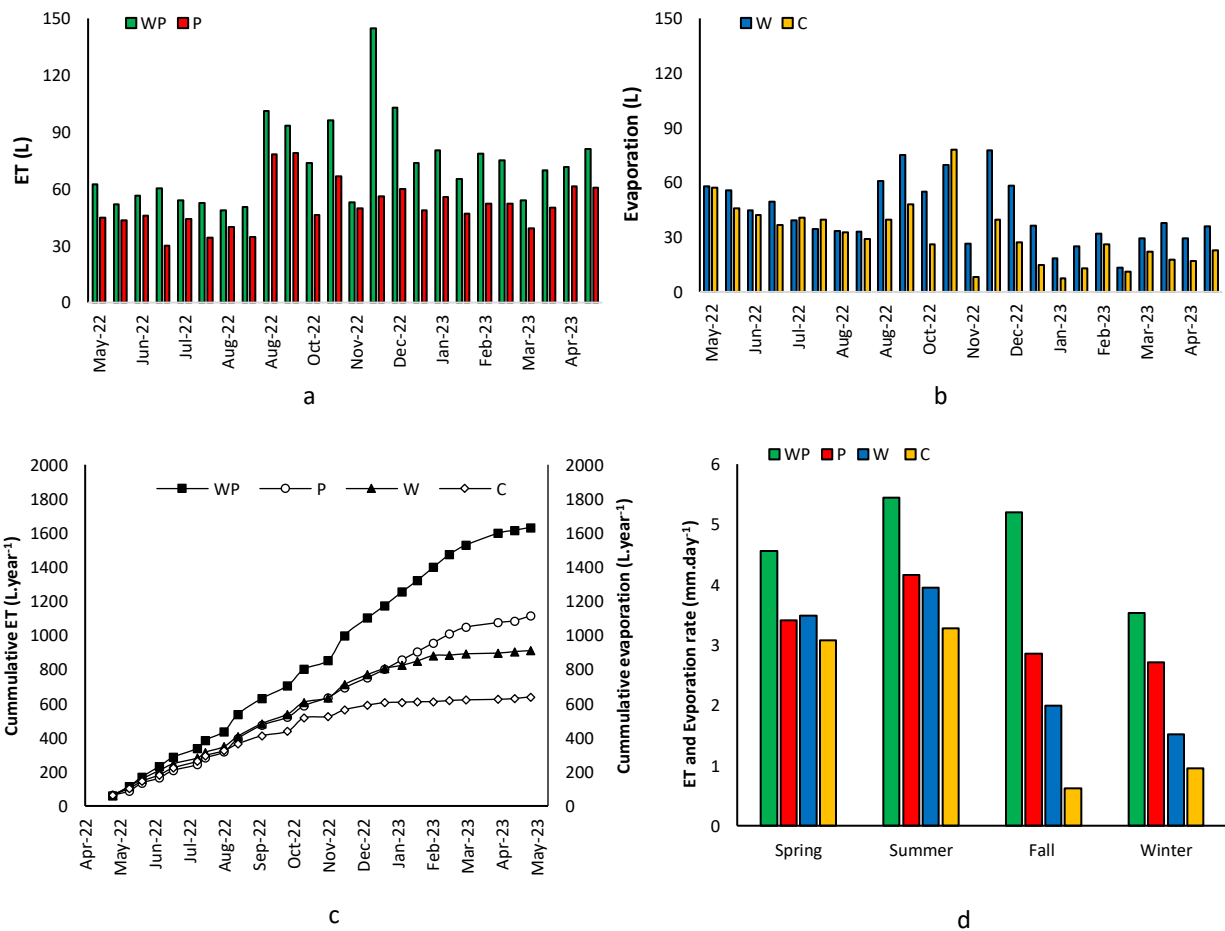 WP P
ET (L)
150
120
90
60
30
0
May-22 Jun-22 Jul-22 Aug-22 Aug-22 Oct-22 Nov-22 Dec-22 Jan-23 Feb-23 Mar-23 Apr-23
a
W C
Evaporation (L)
150
120
90
60
30
0
May-22 Jun-22 Jul-22 Aug-22 Aug-22 Oct-22 Nov-22 Dec-22 Jan-23 Feb-23 Mar-23 Apr-23
b
WP P W C
Cummulative ET (L.year-1)
2000
1800
1600
1400
1200
1000
800
600
400
200
0
2000
1800
1600
1400
1200
1000
800
600
400
200
0
Cummulative evaporation (L.year-1)
Apr-22 May-22 Jun-22 Jul-22 Aug-22 Sep-22 Oct-22 Nov-22 Dec-22 Jan-23 Feb-23 Mar-23 Apr-23 May-23
c
WP P W C
ET and Evporation rate (mm.day-1)
6
5
4
3
2
1
0
Spring Summer Fall Winter
d